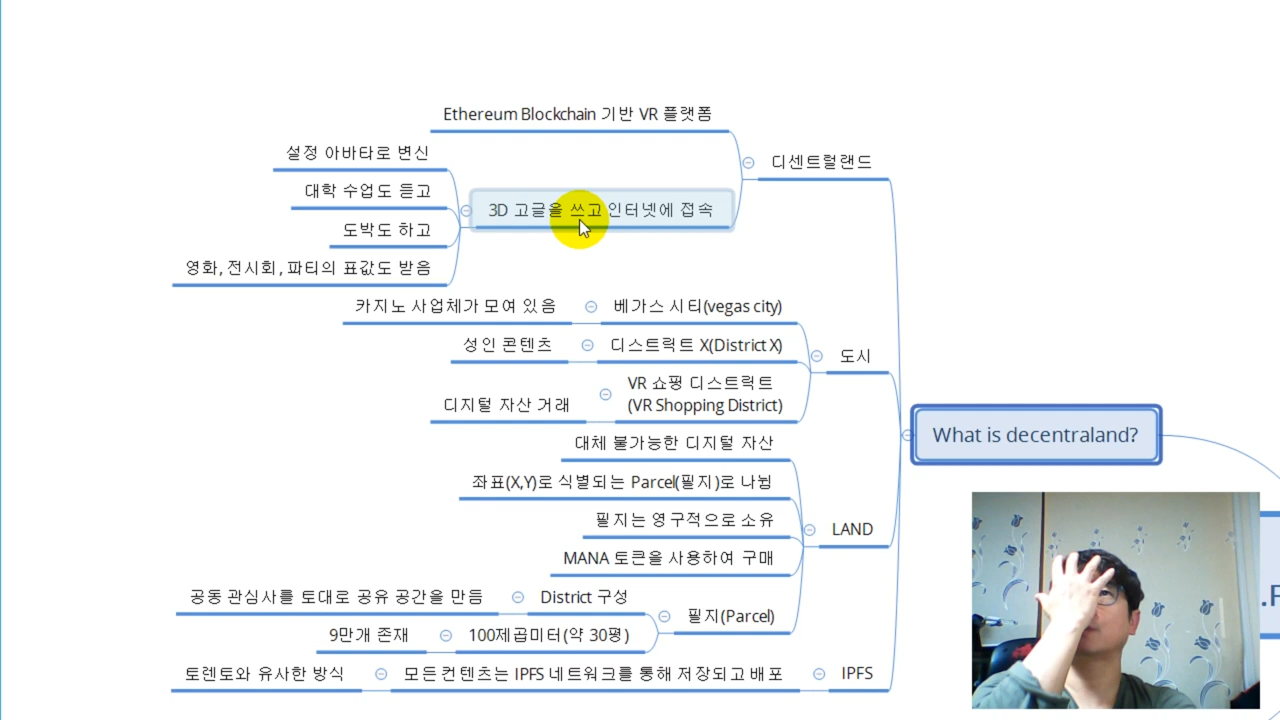 Ethereum Blockchain 기반 VR 플랫폼
설정 아바타로 변신
디센트럴랜드
대학 수업도 듣고
3D 고글을 쓰고 인터넷에 접속
도박도 하고
영화, 전시회, 파티의 표값도 받음
카지노 사업체가 모여 있음
베가스 시티(vegas city)
성인 콘텐츠
디스트릭트 X(District X)
도시
VR 쇼핑 디스트릭트
(VR Shopping District)
디지털 자산 거래
What is decentraland?
대체 불가능한 디지털 자산
좌표(X,Y)로 식별되는 Parcel(필지)로 나뉨
필지는 영구적으로 소유
LAND
MANA 토큰을 사용하여 구매
공동 관심사를 토대로 공유 공간을 만듬
District 구성
필지(Parcel)
9만개 존재
100제곱미터(약 30평)
토렌토와 유사한 방식
모든 컨텐츠는 IPFS 네트워크를 통해 저장되고 배포
IPFS